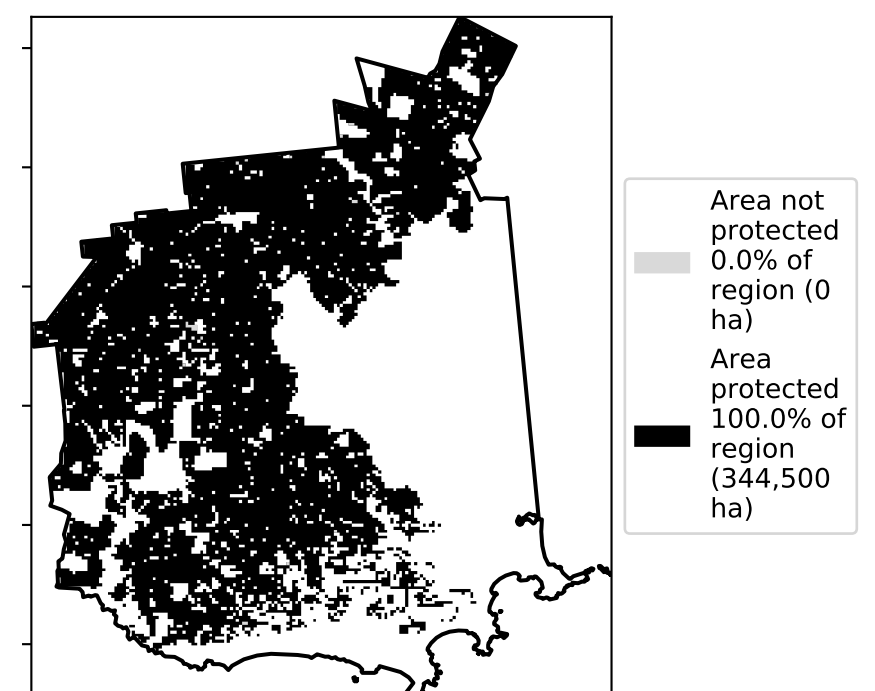 Area not
protected
0.0% of
region (0
ha)
Area
protected
100.0% of
region
(344,500
ha)